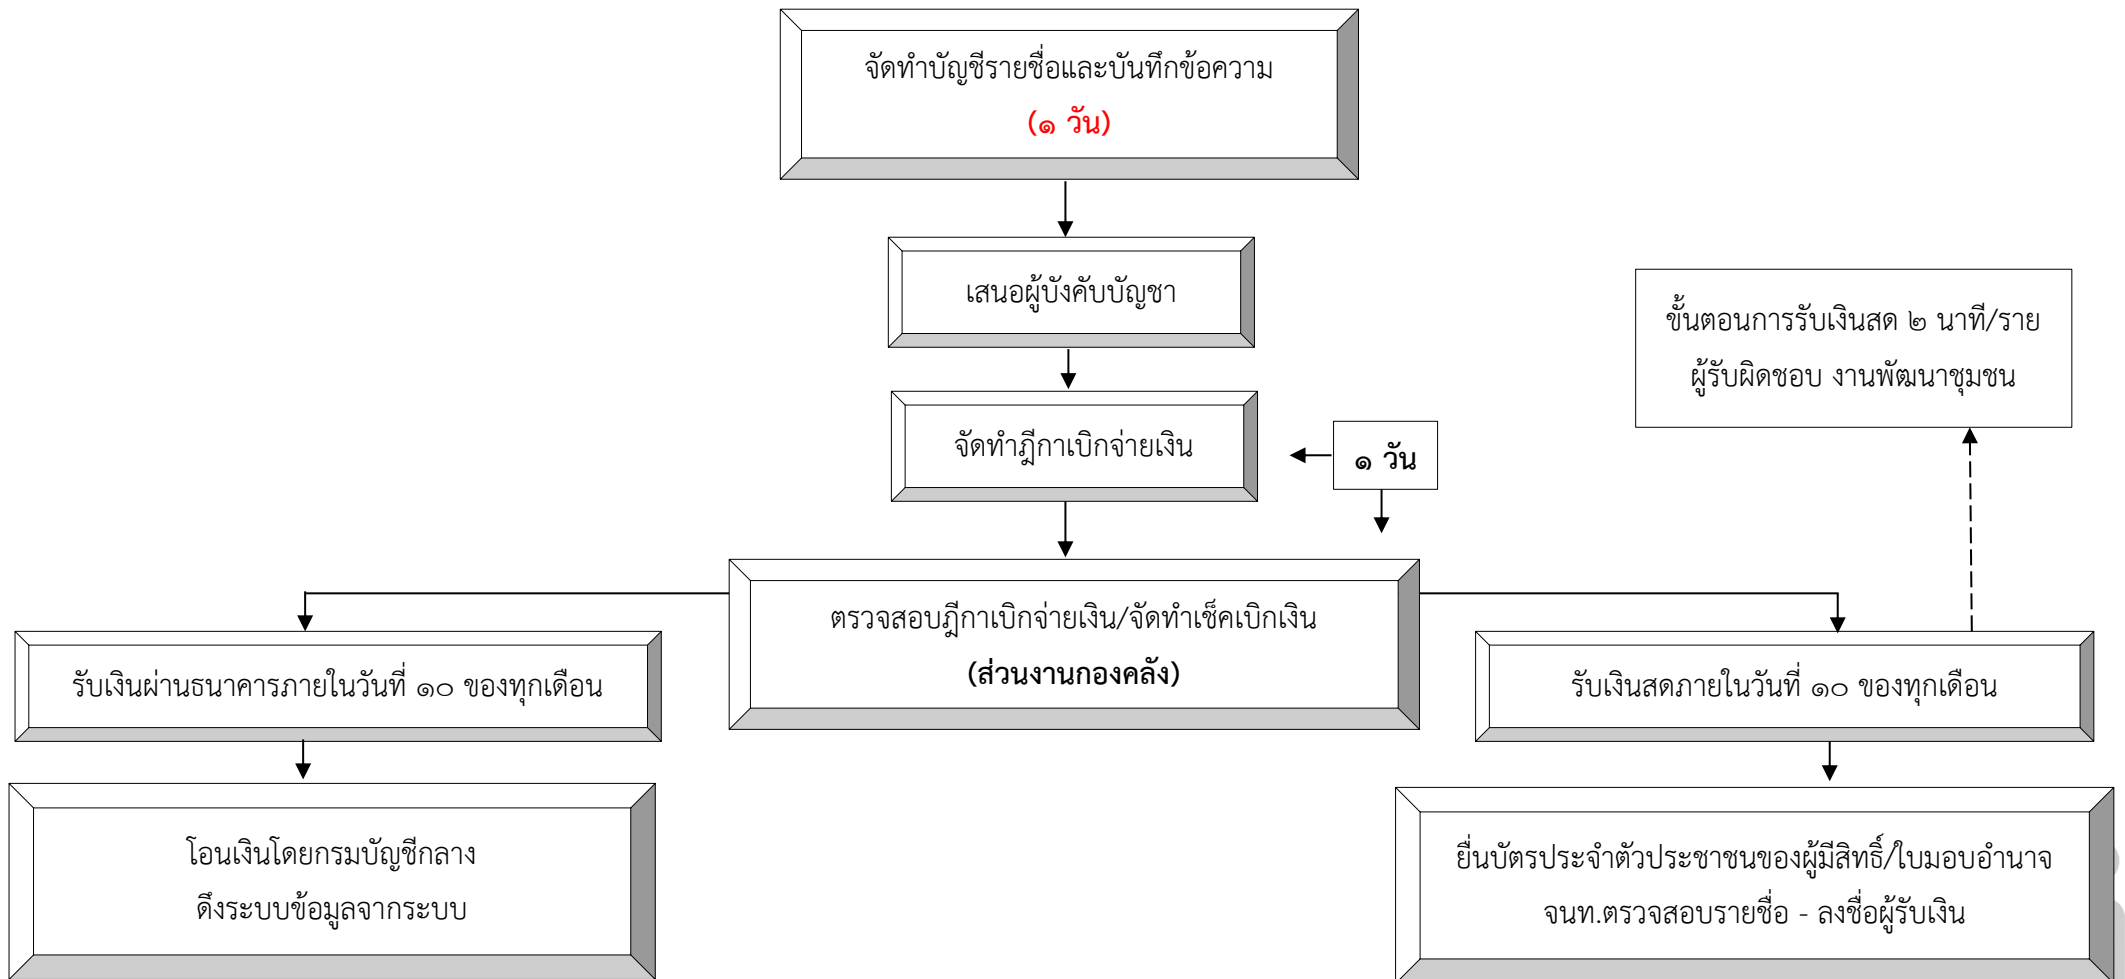 จัดทำบัญชีรายชื่อและบันทึกข้อความ
(๑ วัน)
เสนอผู้บังคับบัญชา
ขั้นตอนการรับเงินสด ๒ นาที/ราย
ผู้รับผิดชอบ งานพัฒนาชุมชน
จัดทำฎีกาเบิกจ่ายเงิน
๑ วัน
ตรวจสอบฎีกาเบิกจ่ายเงิน/จัดทำเช็คเบิกเงิน
(ส่วนงานกองคลัง)
รับเงินผ่านธนาคารภายในวันที่ ๑๐ ของทุกเดือน
รับเงินสดภายในวันที่ ๑๐ ของทุกเดือน
โอนเงินโดยกรมบัญชีกลาง
ดึงระบบข้อมูลจากระบบ
ยื่นบัตรประจำตัวประชาชนของผู้มีสิทธิ์/ใบมอบอำนาจ
จนท.ตรวจสอบรายชื่อ - ลงชื่อผู้รับเงิน